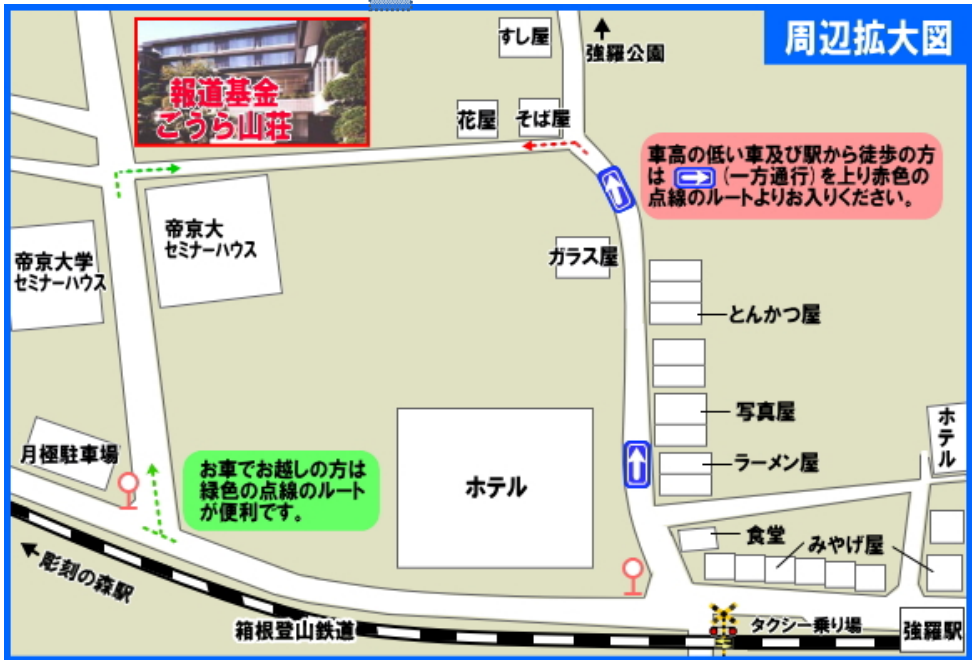 周辺拡大図
すし屋
強羅公園
報道基金
ごうら山荘
花屋
そば屋
車高の低い車及び駅から徒歩の方
は (一方通行)を上り赤色の
点線のルートよりお入りください。
帝京大
セミナーハウス
帝京大学
セミナーハウス
ガラス屋
とんかつ屋
写真屋
ラーメン屋
ホテル
月極駐車場
お車でお越しの方は
緑色の点線のルート
が便利です。
ホテル
食堂
みやげ屋
彫刻の森駅
箱根登山鉄道
タクシー乗り場
強羅駅